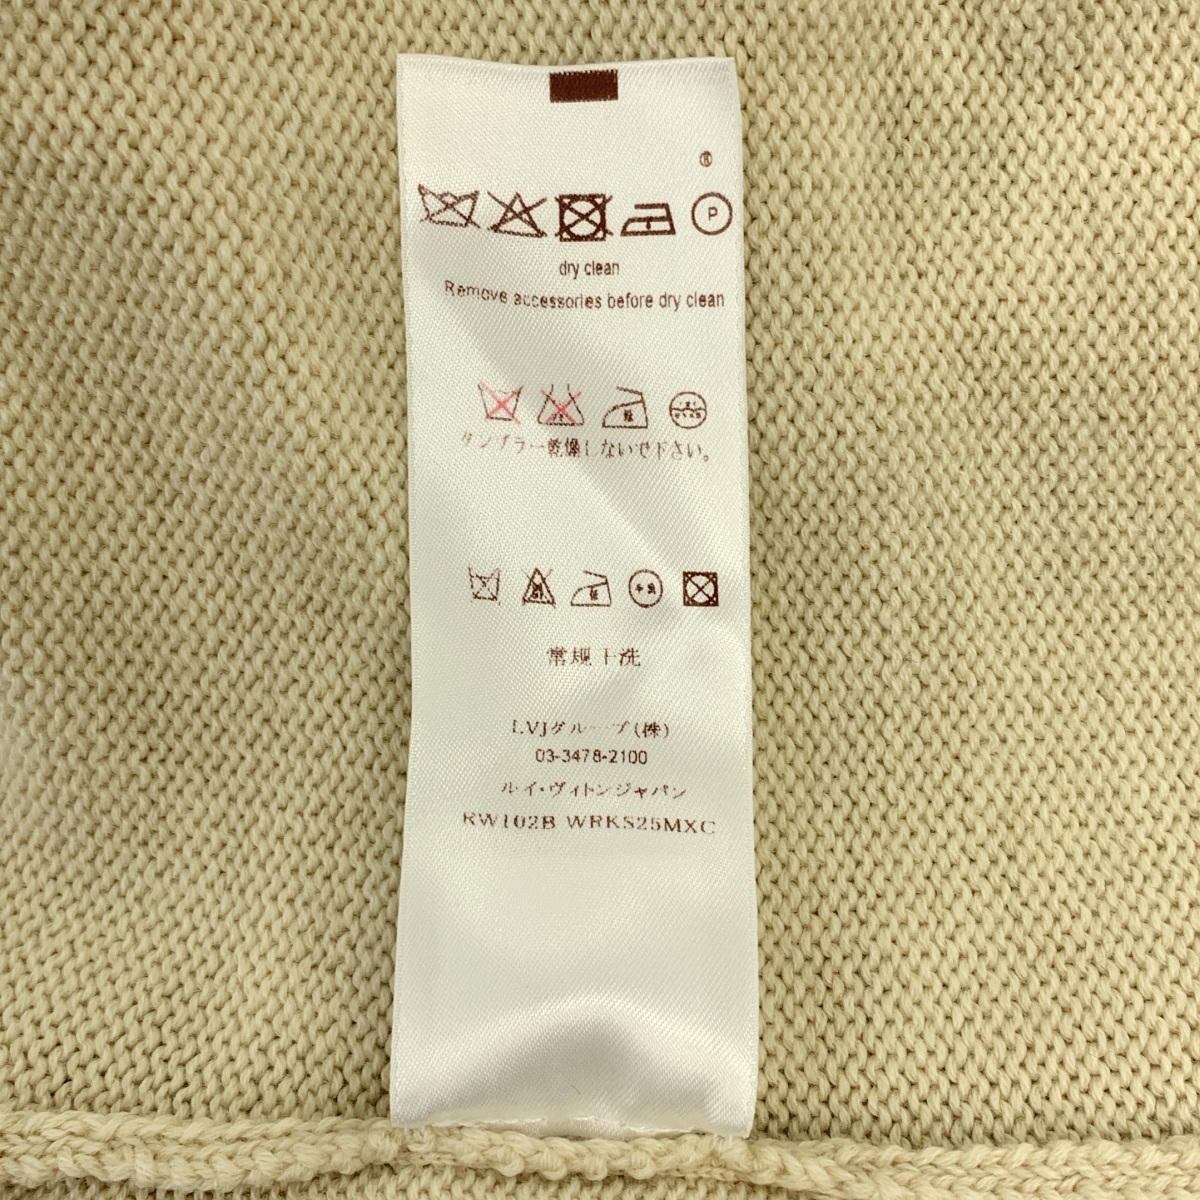 ®
P
dry clean
Remove accessories before dry clean
タンブラー乾燥しないで下さい。
常规干洗
LVJグループ(株)
03-3478-2100
ルイ・ヴィトンジャパン
RW102B WRKS25MXC